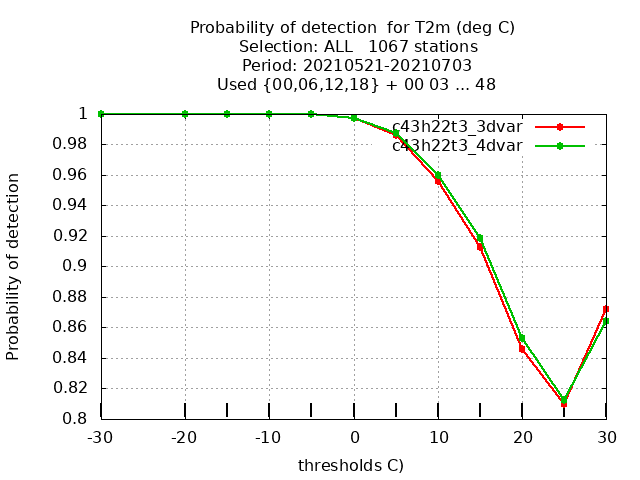 Probability of detection  for T2m (deg C)
Selection: ALL   1067 stations
Period: 20210521-20210703
Used {00,06,12,18} + 00 03 ... 48
c43h22t3_3dvar
c43h22t3_4dvar
Probability of detection
1
0.98
0.96
0.94
0.92
0.9
0.88
0.86
0.84
0.82
0.8
-30 -20 -10 0 10 20 30
thresholds C)